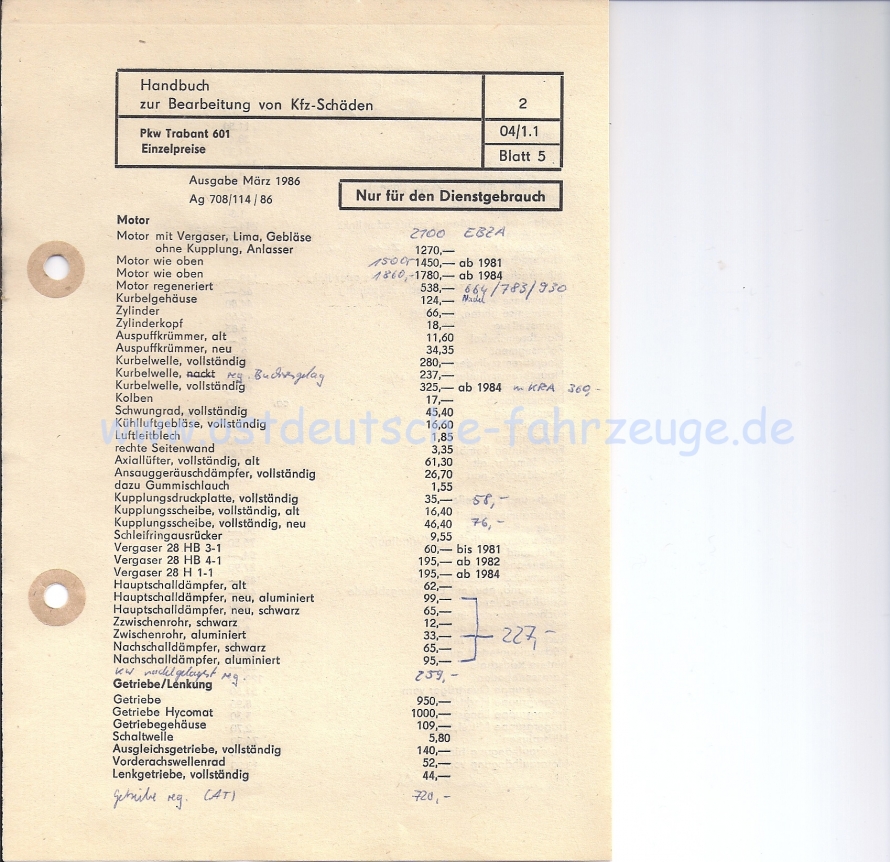 Handbuch
zur Bearbeitung von Kfz-Schäden
2
Pkw Trabant 601
Einzelpreise
04/1.1
Blatt 5
Ausgabe März 1986
Ag 708/114/86
Nur für den Dienstgebrauch
Motor
Motor mit Vergaser, Lima, Gebläse 2100 EBZA
ohne Kupplung, Anlasser 1270,—
Motor wie oben 1500,- 1450,— ab 1981
Motor wie oben 1860,- 1780,— ab 1984
Motor regeneriert 538,— 664/783/930
Kurbelgehäuse 124,—
Zylinder 66,—
Zylinderkopf 18,—
Auspuffkrümmer, alt 11,60
Auspuffkrümmer, neu 34,35
Kurbelwelle, vollständig 280,—
Kurbelwelle, nackt reg. 237,—
Kurbelwelle, vollständig 325,— ab 1984 m KRA 360,-
Kolben 17,—
Schwungrad, vollständig 45,40
Kühlluftgebläse, vollständig 16,60
www.ostdeutsche-fahrzeuge.de
Luftleitblech 1,85
rechte Seitenwand 3,35
Axiallüfter, vollständig, alt 61,30
Ansauggeräuschdämpfer, vollständig 26,70
dazu Gummischlauch 1,55
Kupplungsdruckplatte, vollständig 35,— 58,-
Kupplungsscheibe, vollständig, alt 16,40
Kupplungsscheibe, vollständig, neu 46,40 76,-
Schleifringausrücker 9,55
Vergaser 28 HB 3-1 60,— bis 1981
Vergaser 28 HB 4-1 195,— ab 1982
Vergaser 28 H 1-1 195,— ab 1984
Hauptschalldämpfer, alt 62,—
Hauptschalldämpfer, neu, aluminiert 99,—
Hauptschalldämpfer, neu, schwarz 65,—
Zzwischenrohr, schwarz 12,—
Zwischenrohr, aluminiert 33,— 227,-
Nachschalldämpfer, schwarz 65,—
Nachschalldämpfer, aluminiert 95,—
KW nadelgelagert reg. 259,-
Getriebe/Lenkung
Getriebe 950,—
Getriebe Hycomat 1000,—
Getriebegehäuse 109,—
Schaltwelle 5,80
Ausgleichsgetriebe, vollständig 140,—
Vorderachswellenrad 52,—
Lenkgetriebe, vollständig 44,—
Getriebe reg. (AT) 720,-